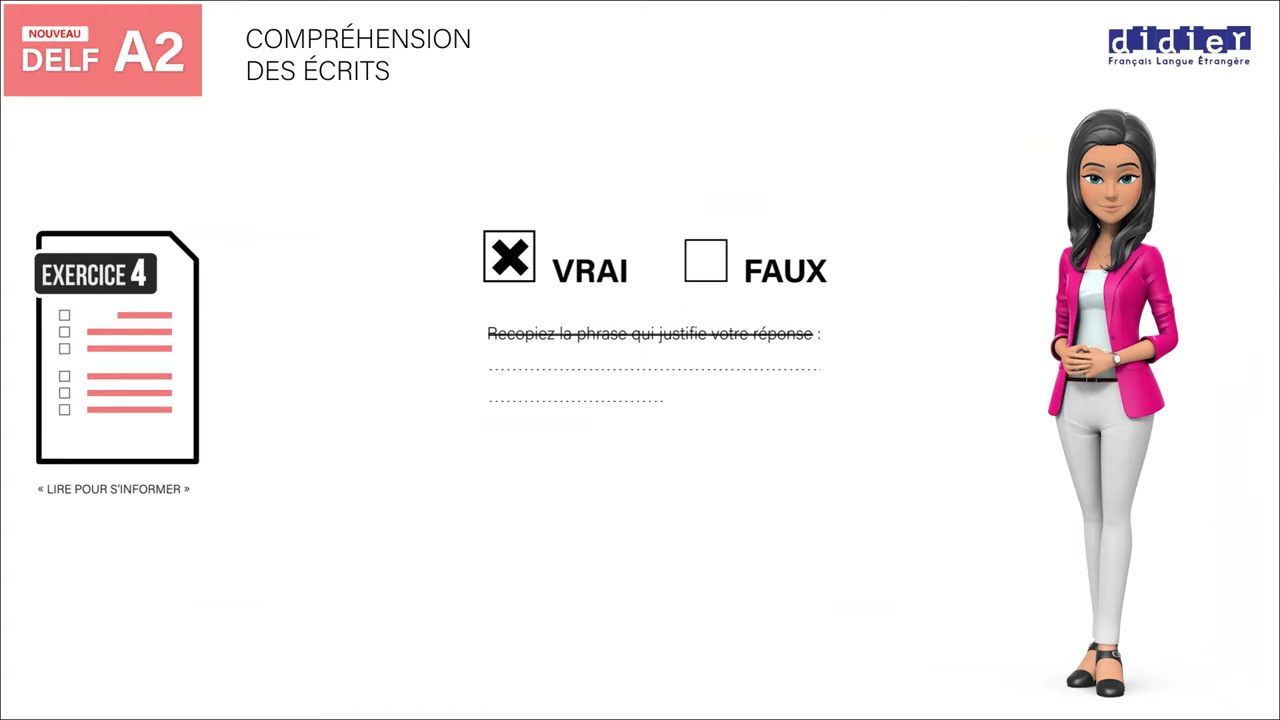 NOUVEAU
DELF A2
COMPRÉHENSION
DES ÉCRITS
didier
Français Langue Étrangère
EXERCICE 4
« LIRE POUR S'INFORMER »
VRAI FAUX
Recopiez la phrase qui justifie votre réponse :